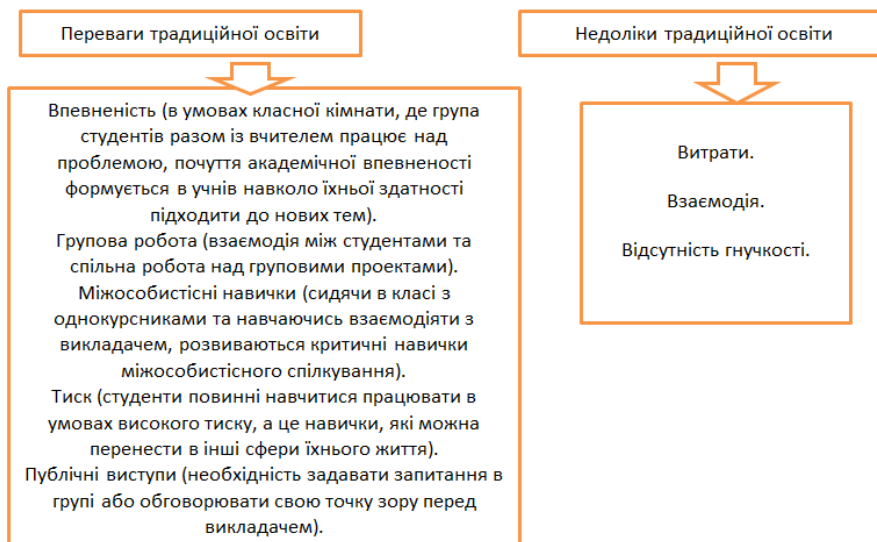 Переваги традиційної освіти
Впевненість (в умовах класної кімнати, де група
студентів разом із вчителем працює над
проблемою, почуття академічної впевненості
формується в учнів навколо їхньої здатності
підходити до нових тем).
Групова робота (взаємодія між студентами та
спільна робота над груповими проектами).
Міжособистісні навички (сидячи в класі з
однокурсниками та навчаючись взаємодіяти з
викладачем, розвиваються критичні навички
міжособистісного спілкування).
Тиск (студенти повинні навчитися працювати в
умовах високого тиску, а це навички, які можна
перенести в інші сфери їхнього життя).
Публічні виступи (необхідність задавати запитання в
групі або обговорювати свою точку зору перед
викладачем).
Недоліки традиційної освіти
Витрати.
Взаємодія.
Відсутність гнучкості.